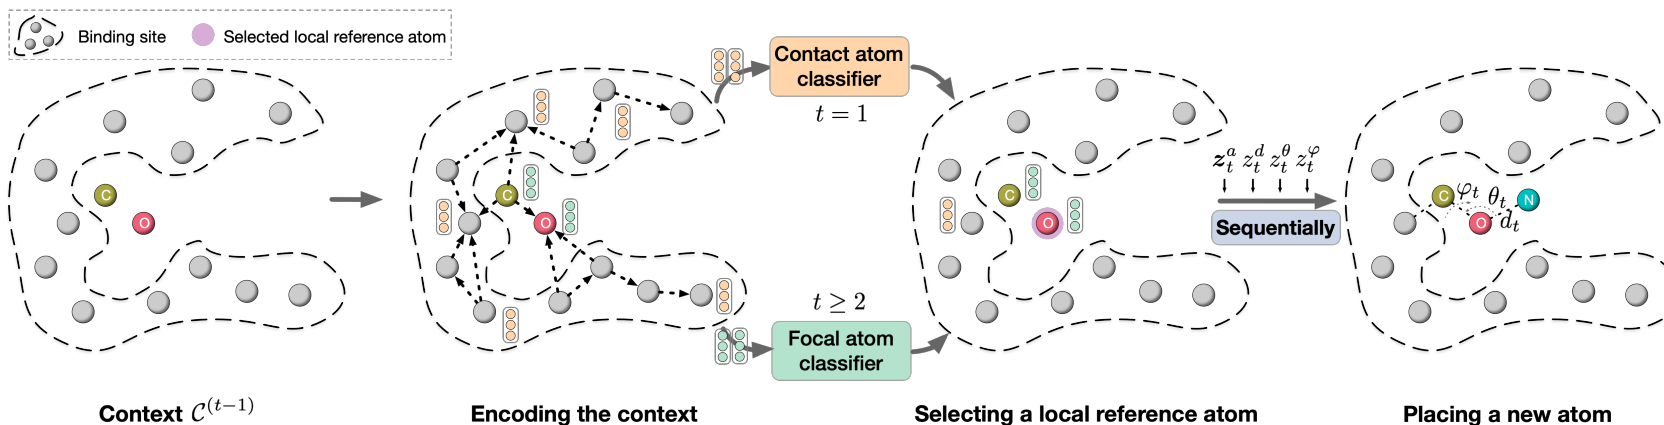 Binding site
Selected local reference atom
C
O
Context 𝒞^(t−1)
C
O
Encoding the context
Contact atom
classifier
t = 1
t ≥ 2
Focal atom
classifier
C
O
Selecting a local reference atom
z_t^a z_t^d z_t^θ z_t^φ
Sequentially
C
φ_t
θ_t
N
O
d_t
Placing a new atom